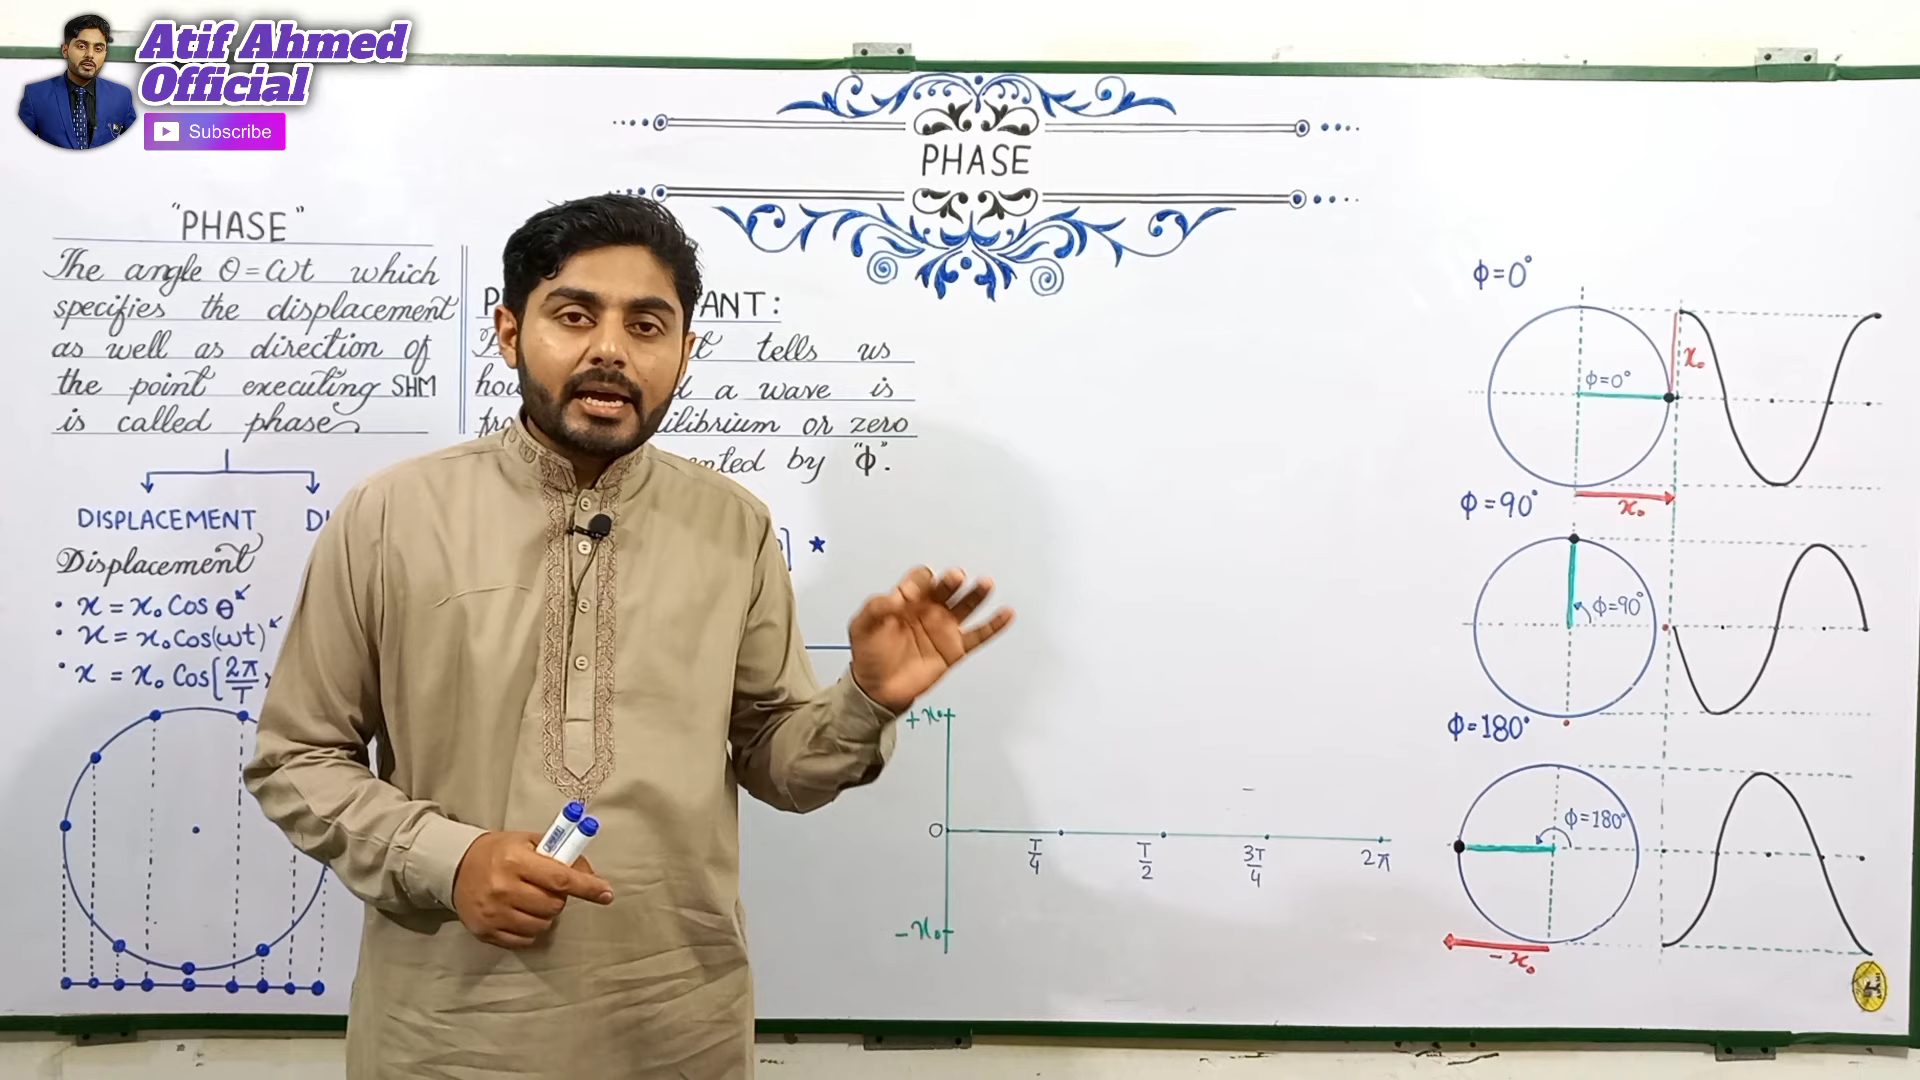 Atif Ahmed
Official
Subscribe
PHASE
"PHASE"
The angle θ=ωt which
specifies the displacement
as well as direction of
the point executing SHM
is called phase
DISPLACEMENT
Displacement
• x = x₀ Cos θ
• x = x₀ Cos(ωt)
• x = x₀ Cos[2π/T
ANT:
tells us
a wave is
or zero
by "φ".
] ★
+x₀
0
-x₀
T/4
T/2
3T/4
2π
φ=0°
φ=0°
x₀
x₀
φ=90°
φ=90°
φ=180°
φ=180°
-x₀